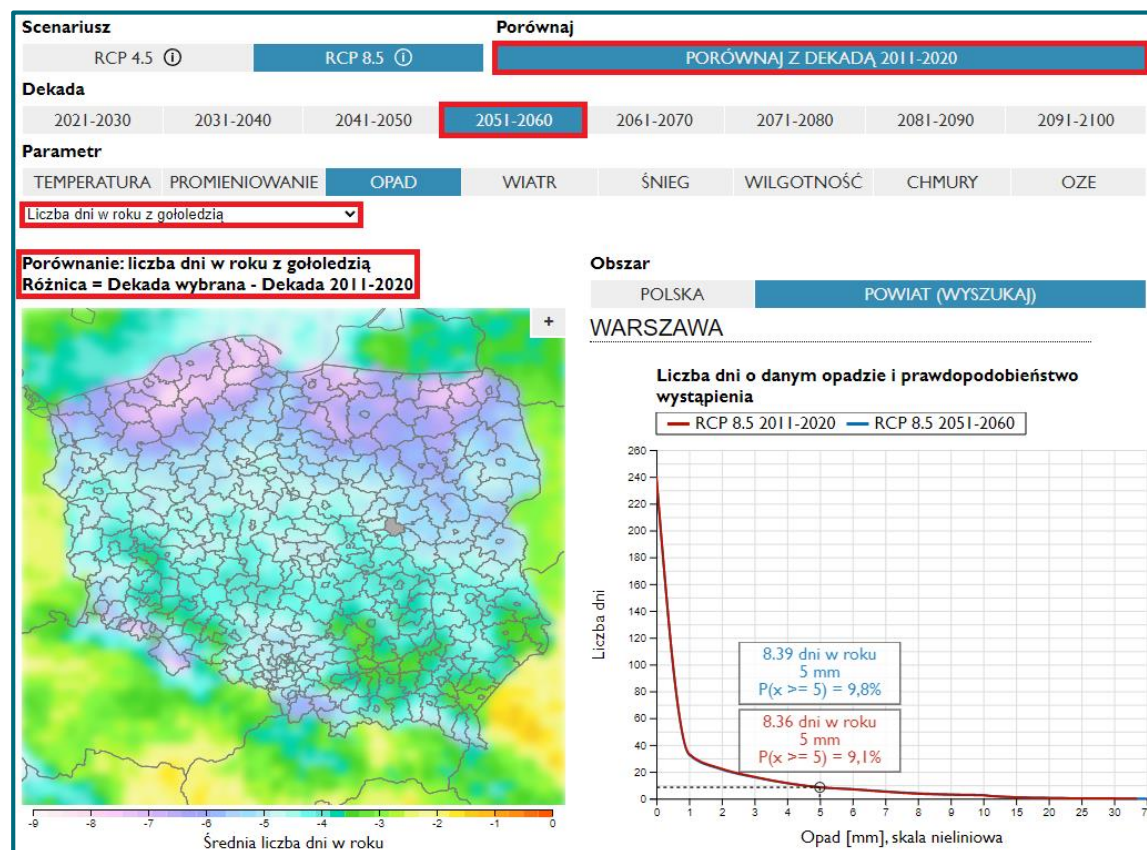 Scenariusz
Porównaj
RCP 4.5 ⓘ
RCP 8.5 ⓘ
PORÓWNAJ Z DEKADĄ 2011-2020
Dekada
2021-2030
2031-2040
2041-2050
2051-2060
2061-2070
2071-2080
2081-2090
2091-2100
Parametr
TEMPERATURA
PROMIENIOWANIE
OPAD
WIATR
ŚNIEG
WILGOTNOŚĆ
CHMURY
OZE
Liczba dni w roku z gołoledzią
Porównanie: liczba dni w roku z gołoledzią
Różnica = Dekada wybrana - Dekada 2011-2020
+
-9 -8 -7 -6 -5 -4 -3 -2 -1 0
Średnia liczba dni w roku
Obszar
POLSKA
POWIAT (WYSZUKAJ)
WARSZAWA
Liczba dni o danym opadzie i prawdopodobieństwo
wystąpienia
RCP 8.5 2011-2020
RCP 8.5 2051-2060
Liczba dni
260
240
220
200
180
160
140
120
100
80
60
40
20
0
8.39 dni w roku
5 mm
P(x >= 5) = 9,8%
8.36 dni w roku
5 mm
P(x >= 5) = 9,1%
0 1 2 3 4 5 6 7 8 9 10 15 20 25 30
Opad [mm], skala nieliniowa